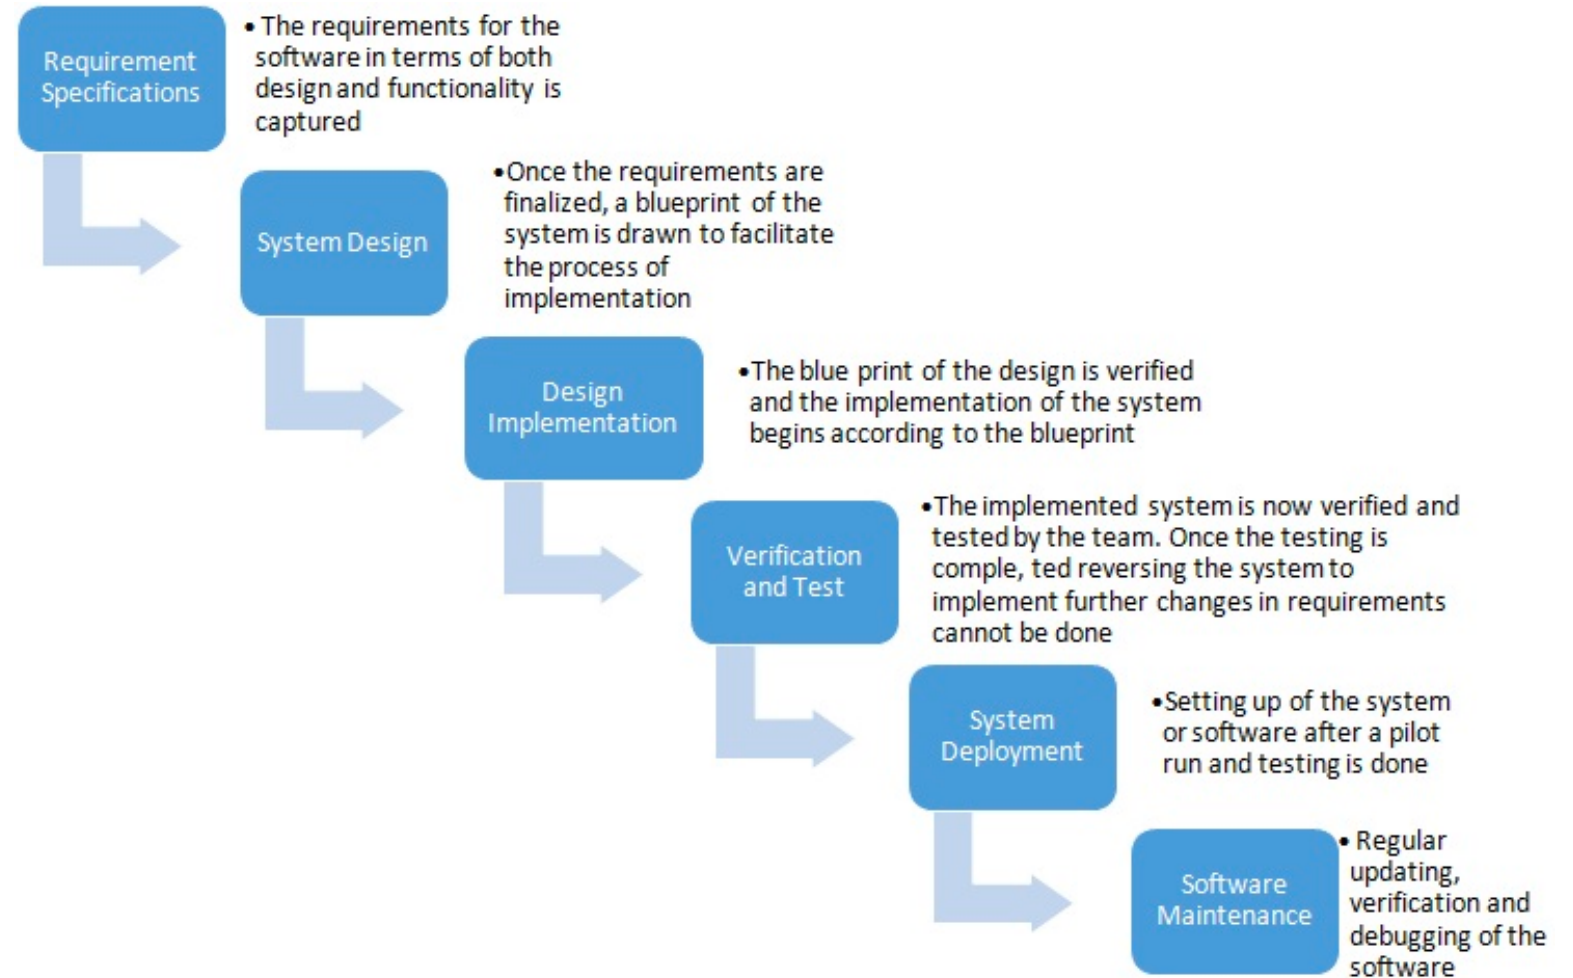 Requirement
Specifications
• The requirements for the
software in terms of both
design and functionality is
captured
System Design
•Once the requirements are
finalized, a blueprint of the
system is drawn to facilitate
the process of
implementation
Design
Implementation
•The blue print of the design is verified
and the implementation of the system
begins according to the blueprint
Verification
and Test
•The implemented system is now verified and
tested by the team. Once the testing is
comple, ted reversing the system to
implement further changes in requirements
cannot be done
System
Deployment
•Setting up of the system
or software after a pilot
run and testing is done
Software
Maintenance
• Regular
updating,
verification and
debugging of the
software